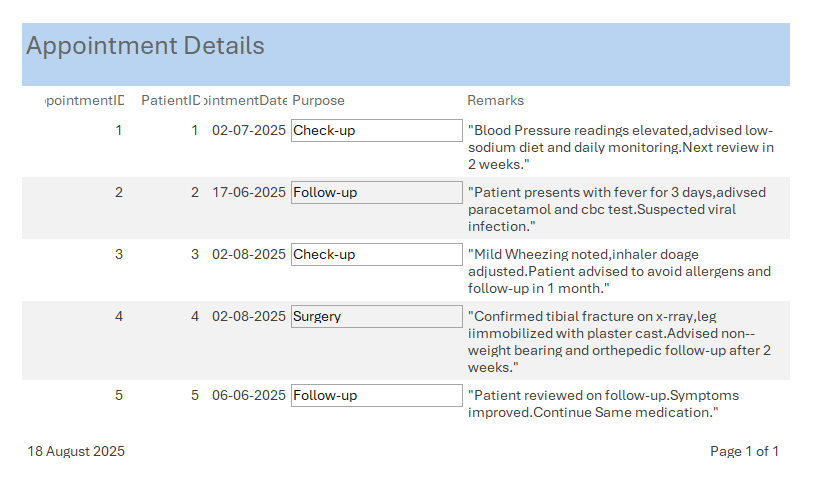 Appointment Details
ppointmentID PatientID ointmentDate Purpose Remarks
1 1 02-07-2025 Check-up "Blood Pressure readings elevated,advised low-
sodium diet and daily monitoring.Next review in
2 weeks."
2 2 17-06-2025 Follow-up "Patient presents with fever for 3 days,adivsed
paracetamol and cbc test.Suspected viral
infection."
3 3 02-08-2025 Check-up "Mild Wheezing noted,inhaler doage
adjusted.Patient advised to avoid allergens and
follow-up in 1 month."
4 4 02-08-2025 Surgery "Confirmed tibial fracture on x-rray,leg
iimmobilized with plaster cast.Advised non--
weight bearing and orthepedic follow-up after 2
weeks."
5 5 06-06-2025 Follow-up "Patient reviewed on follow-up.Symptoms
improved.Continue Same medication."
18 August 2025 Page 1 of 1